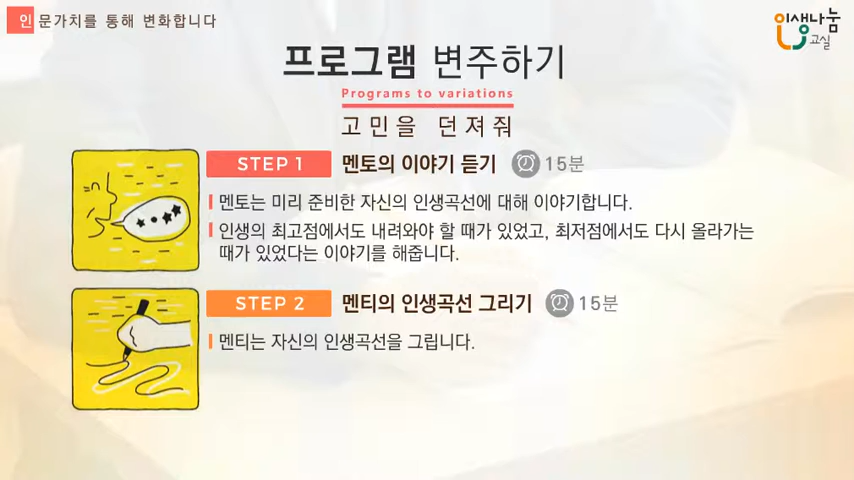 인문가치를 통해 변화합니다
인생나눔
교실
프로그램 변주하기
Programs to variations
고민을 던져줘
STEP 1 멘토의 이야기 듣기 15분
멘토는 미리 준비한 자신의 인생곡선에 대해 이야기합니다.
인생의 최고점에서도 내려와야 할 때가 있었고, 최저점에서도 다시 올라가는
때가 있었다는 이야기를 해줍니다.
STEP 2 멘티의 인생곡선 그리기 15분
멘티는 자신의 인생곡선을 그립니다.